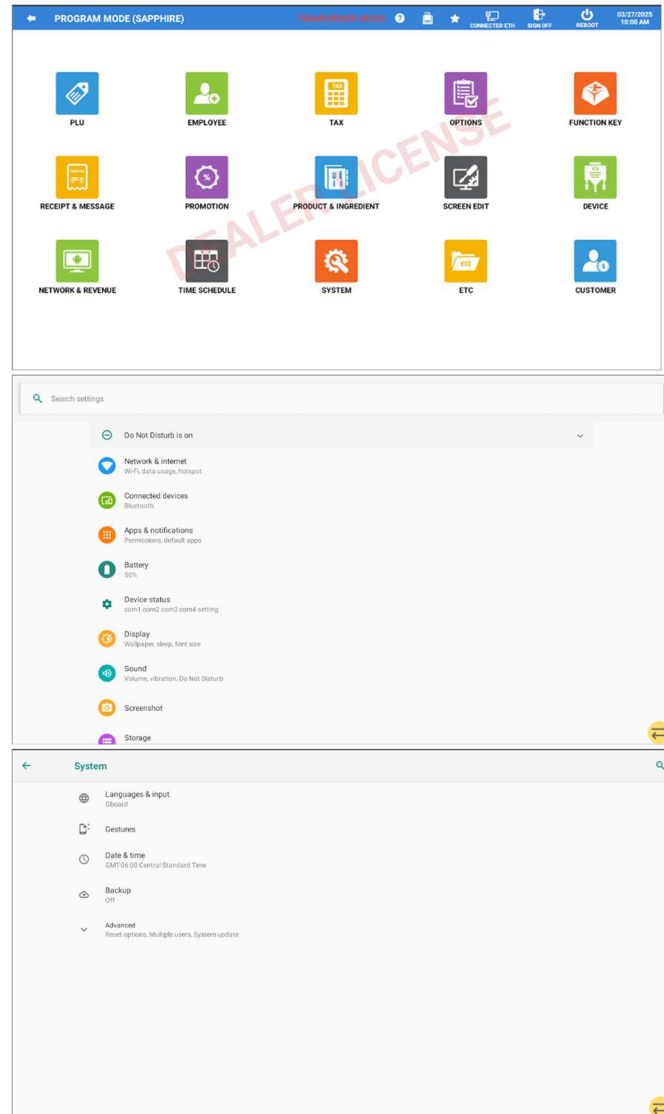 PROGRAM MODE (SAPPHIRE)
CONNECTED ETH
SIGN OFF
REBOOT
03/27/2025
10:00 AM
TAX
PLU
EMPLOYEE
TAX
OPTIONS
FUNCTION KEY
RECEIPT & MESSAGE
PROMOTION
PRODUCT & INGREDIENT
SCREEN EDIT
DEVICE
ETC
NETWORK & REVENUE
TIME SCHEDULE
SYSTEM
ETC
CUSTOMER
DEALER LICENSE
Search settings
Do Not Disturb is on
Network & internet
Wi-Fi, data usage, hotspot
Connected devices
Bluetooth
Apps & notifications
Permissions, default apps
Battery
50%
Device status
com1 com2 com3 com4 setting
Display
Wallpaper, sleep, font size
Sound
Volume, vibration, Do Not Disturb
Screenshot
Storage
System
Languages & input
Gboard
Gestures
Date & time
GMT-06:00 Central Standard Time
Backup
Off
Advanced
Reset options, Multiple users, System update